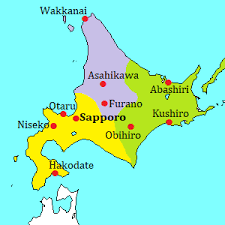 Wakkanai
Asahikawa
Abashiri
Otaru
Furano
Kushiro
Niseko
Sapporo
Obihiro
Hakodate